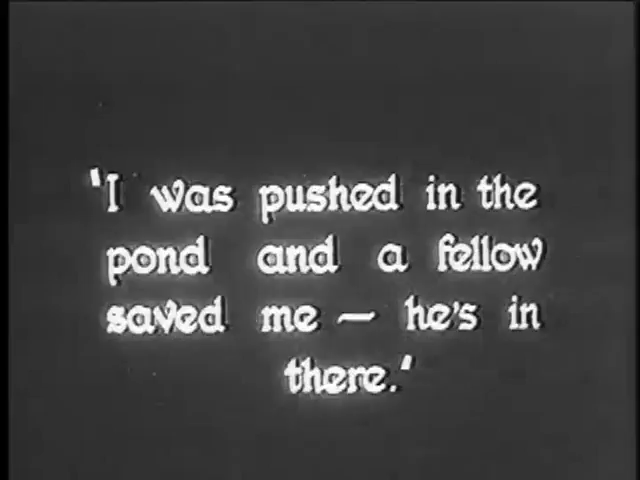 'I was pushed in the
pond and a fellow
saved me — he's in
there.'